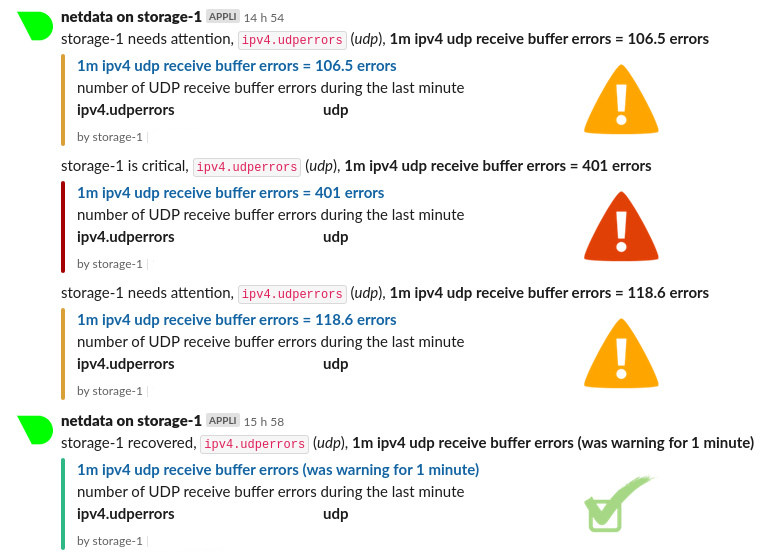 netdata on storage-1 APPLI 14 h 54
storage-1 needs attention, ipv4.udperrors (udp), 1m ipv4 udp receive buffer errors = 106.5 errors
1m ipv4 udp receive buffer errors = 106.5 errors
number of UDP receive buffer errors during the last minute
ipv4.udperrors udp
by storage-1
storage-1 is critical, ipv4.udperrors (udp), 1m ipv4 udp receive buffer errors = 401 errors
1m ipv4 udp receive buffer errors = 401 errors
number of UDP receive buffer errors during the last minute
ipv4.udperrors udp
by storage-1
storage-1 needs attention, ipv4.udperrors (udp), 1m ipv4 udp receive buffer errors = 118.6 errors
1m ipv4 udp receive buffer errors = 118.6 errors
number of UDP receive buffer errors during the last minute
ipv4.udperrors udp
by storage-1
netdata on storage-1 APPLI 15 h 58
storage-1 recovered, ipv4.udperrors (udp), 1m ipv4 udp receive buffer errors (was warning for 1 minute)
1m ipv4 udp receive buffer errors (was warning for 1 minute)
number of UDP receive buffer errors during the last minute
ipv4.udperrors udp
by storage-1